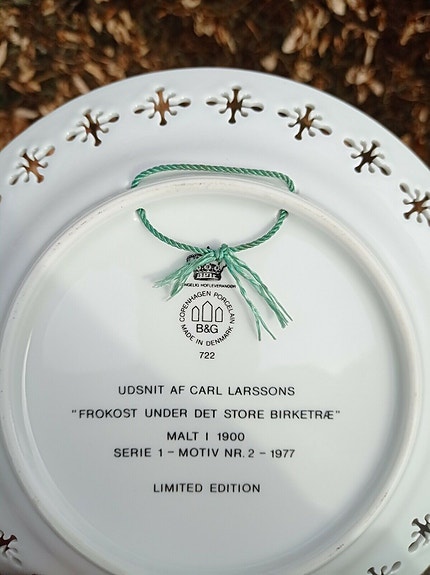 KONGELIG HOFLEVERANDØR
COPENHAGEN PORCELAIN
B&G
MADE IN DENMARK
722
UDSNIT AF CARL LARSSONS
"FROKOST UNDER DET STORE BIRKETRÆ"
MALT I 1900
SERIE 1 - MOTIV NR. 2 - 1977
LIMITED EDITION